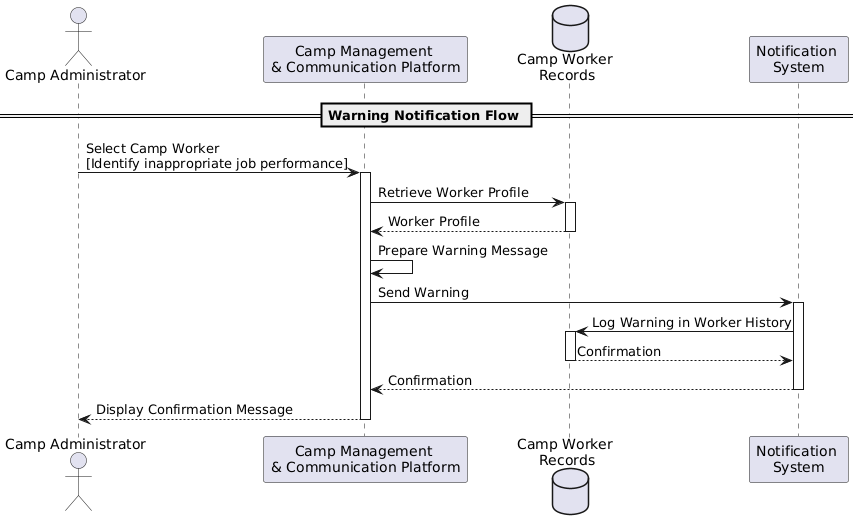 Camp Administrator
Camp Management
& Communication Platform
Camp Worker
Records
Notification
System
Warning Notification Flow
Select Camp Worker
[Identify inappropriate job performance]
Retrieve Worker Profile
Worker Profile
Prepare Warning Message
Send Warning
Log Warning in Worker History
Confirmation
Confirmation
Display Confirmation Message
Camp Administrator
Camp Management
& Communication Platform
Camp Worker
Records
Notification
System